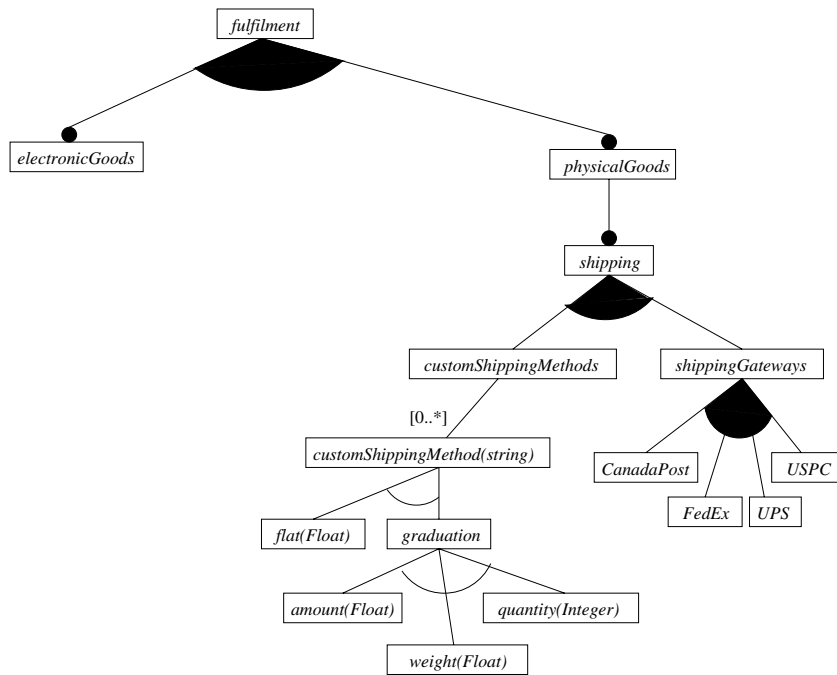 fulfilment
electronicGoods
physicalGoods
shipping
customShippingMethods
shippingGateways
[0..*]
customShippingMethod(string)
CanadaPost
USPC
FedEx
UPS
flat(Float)
graduation
amount(Float)
quantity(Integer)
weight(Float)